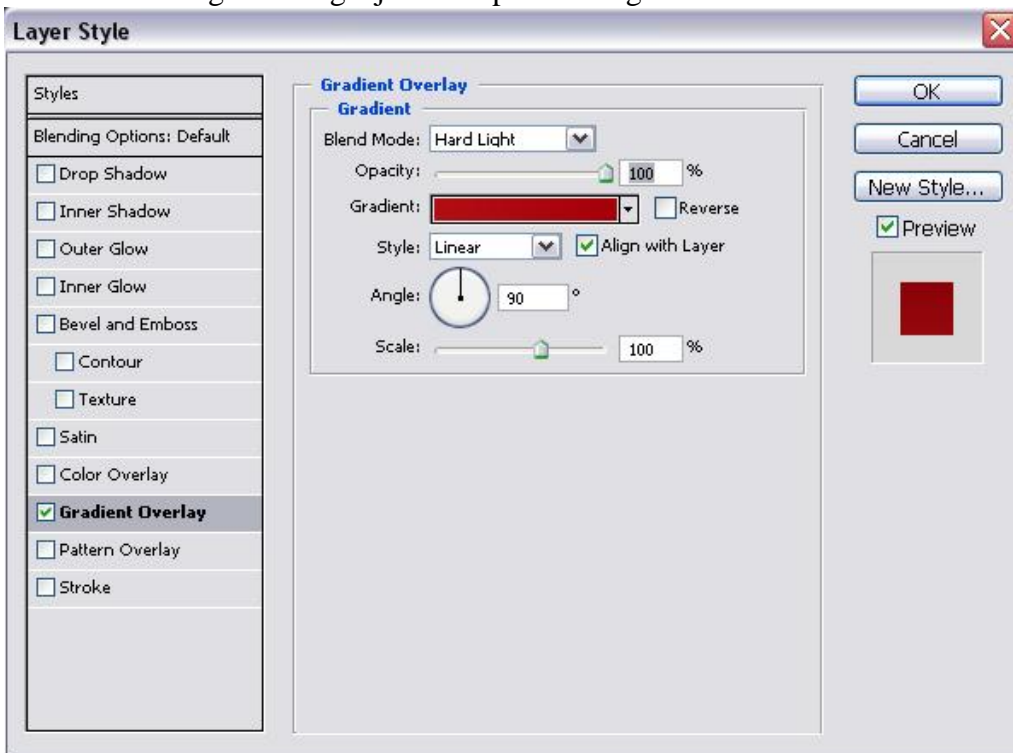 Layer Style
Styles
Blending Options: Default
Drop Shadow
Inner Shadow
Outer Glow
Inner Glow
Bevel and Emboss
Contour
Texture
Satin
Color Overlay
Gradient Overlay
Pattern Overlay
Stroke
Gradient Overlay
Gradient
Blend Mode: Hard Light
Opacity: 100 %
Gradient: Reverse
Style: Linear Align with Layer
Angle: 90 °
Scale: 100 %
OK
Cancel
New Style...
Preview